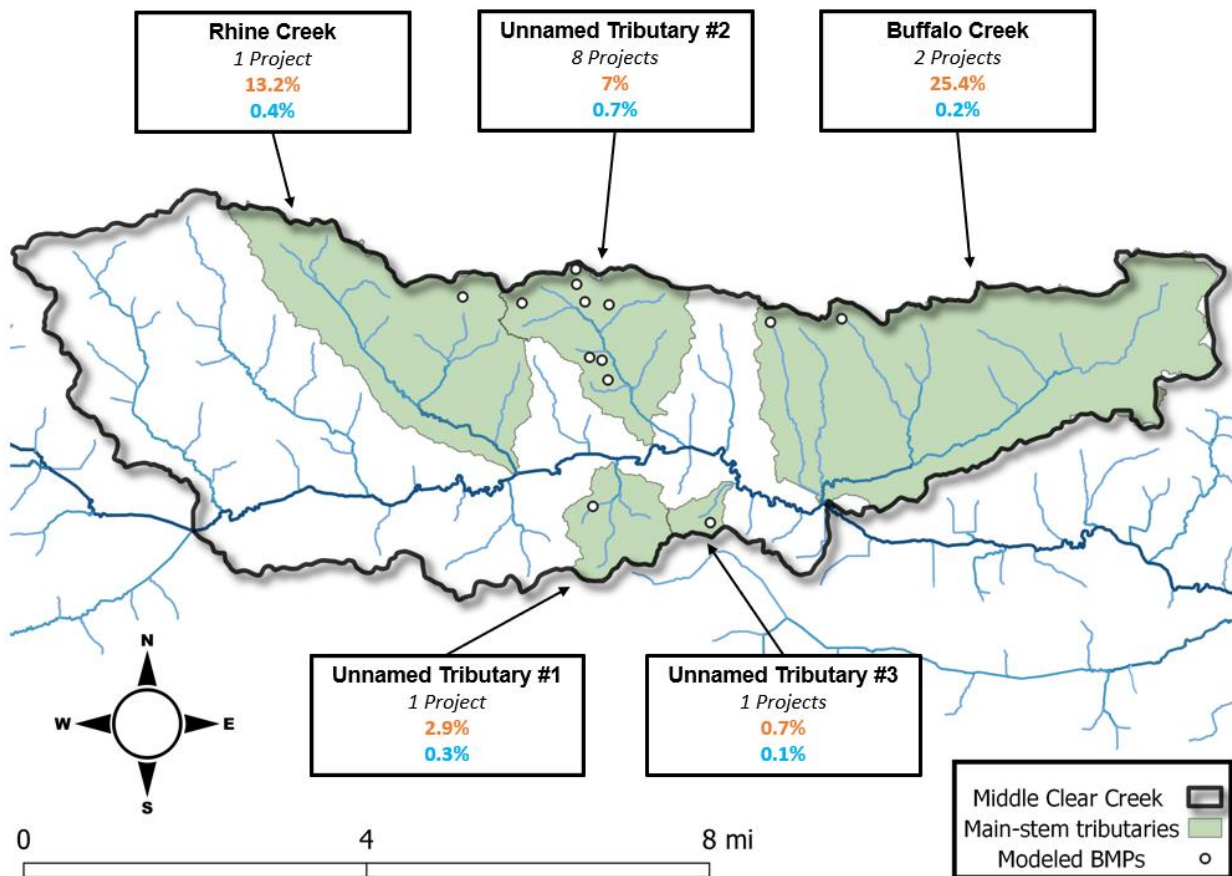 Rhine Creek
1 Project
13.2%
0.4%
Unnamed Tributary #2
8 Projects
7%
0.7%
Buffalo Creek
2 Projects
25.4%
0.2%
Unnamed Tributary #1
1 Project
2.9%
0.3%
Unnamed Tributary #3
1 Projects
0.7%
0.1%
N
W E
S
0 4 8 mi
Middle Clear Creek
Main-stem tributaries
Modeled BMPs